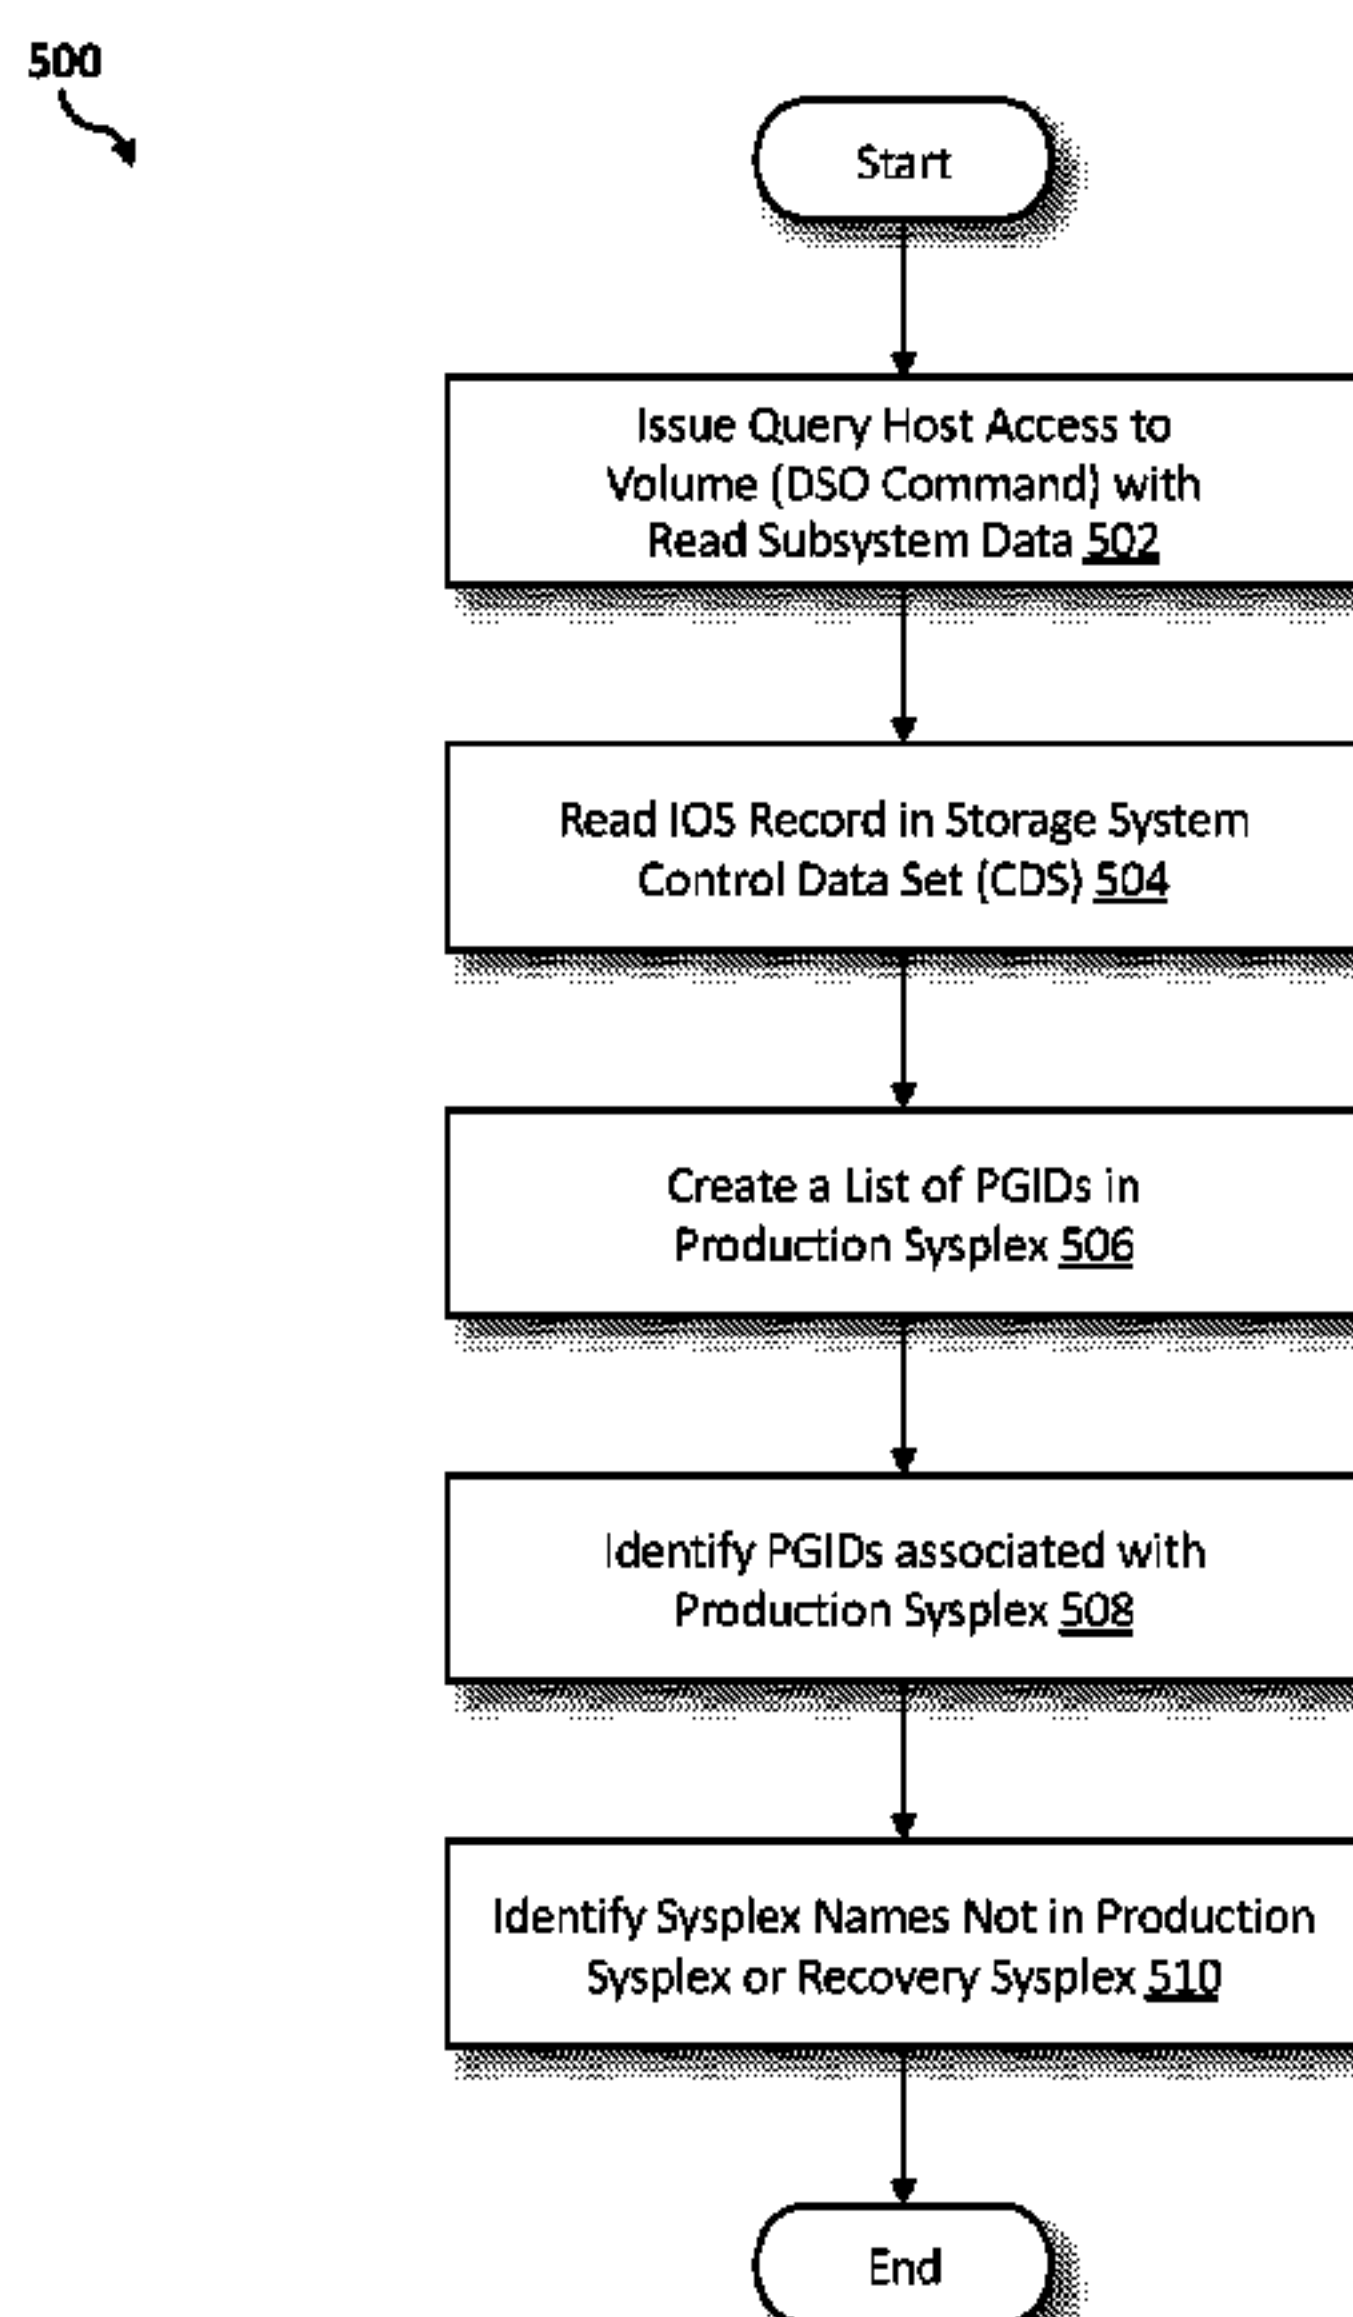 500
Start
Issue Query Host Access to
Volume (DSO Command) with
Read Subsystem Data 502
Read IOS Record in Storage System
Control Data Set (CDS) 504
Create a List of PGIDs in
Production Sysplex 506
Identify PGIDs associated with
Production Sysplex 508
Identify Sysplex Names Not in Production
Sysplex or Recovery Sysplex 510
End